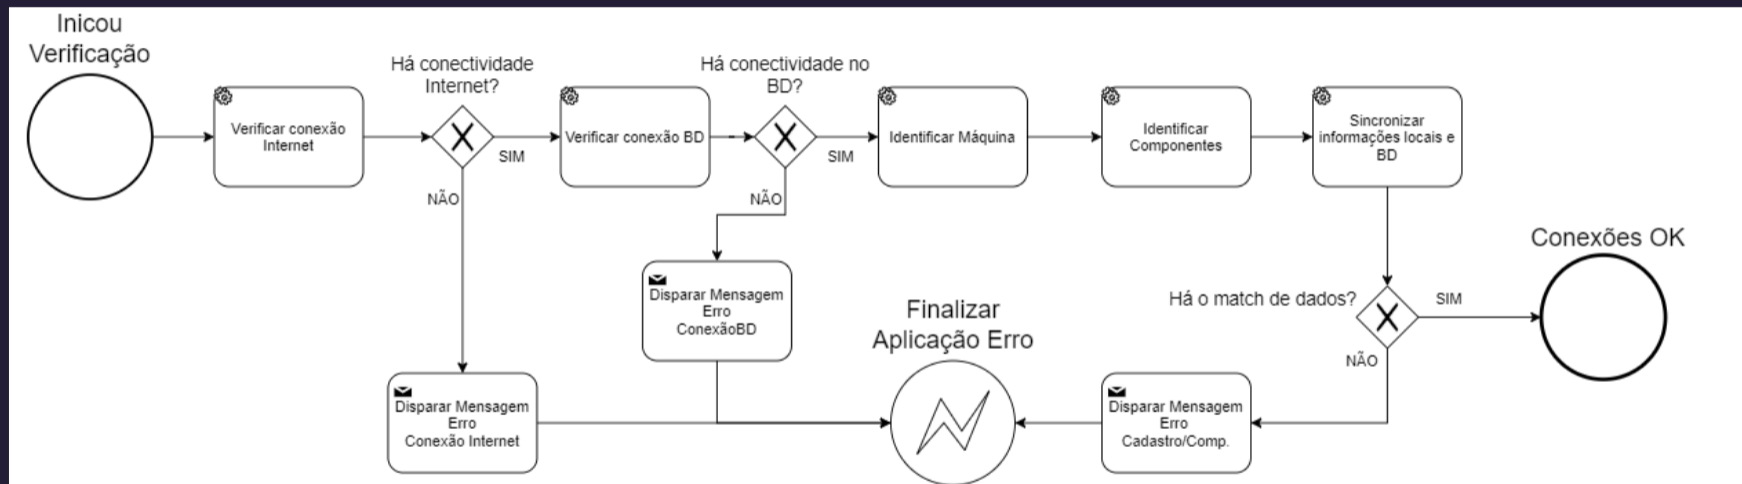 Inicou
Verificação
Verificar conexão
Internet
Há conectividade
Internet?
SIM
NÃO
Verificar conexão BD
Há conectividade no
BD?
SIM
NÃO
Identificar Máquina
Identificar
Componentes
Sincronizar
informações locais e
BD
Disparar Mensagem
Erro
ConexãoBD
Disparar Mensagem
Erro
Conexão Internet
Finalizar
Aplicação Erro
Há o match de dados?
SIM
NÃO
Conexões OK
Disparar Mensagem
Erro
Cadastro/Comp.